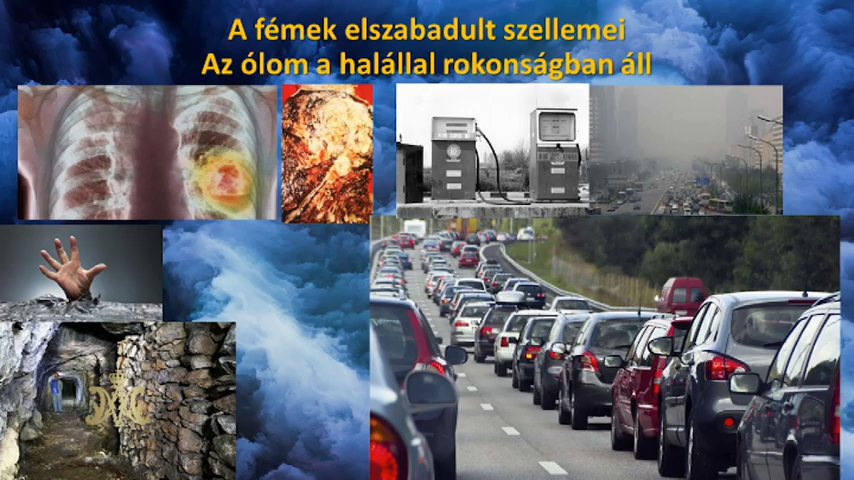 A fémek elszabadult szellemei
Az ólom a halállal rokonságban áll